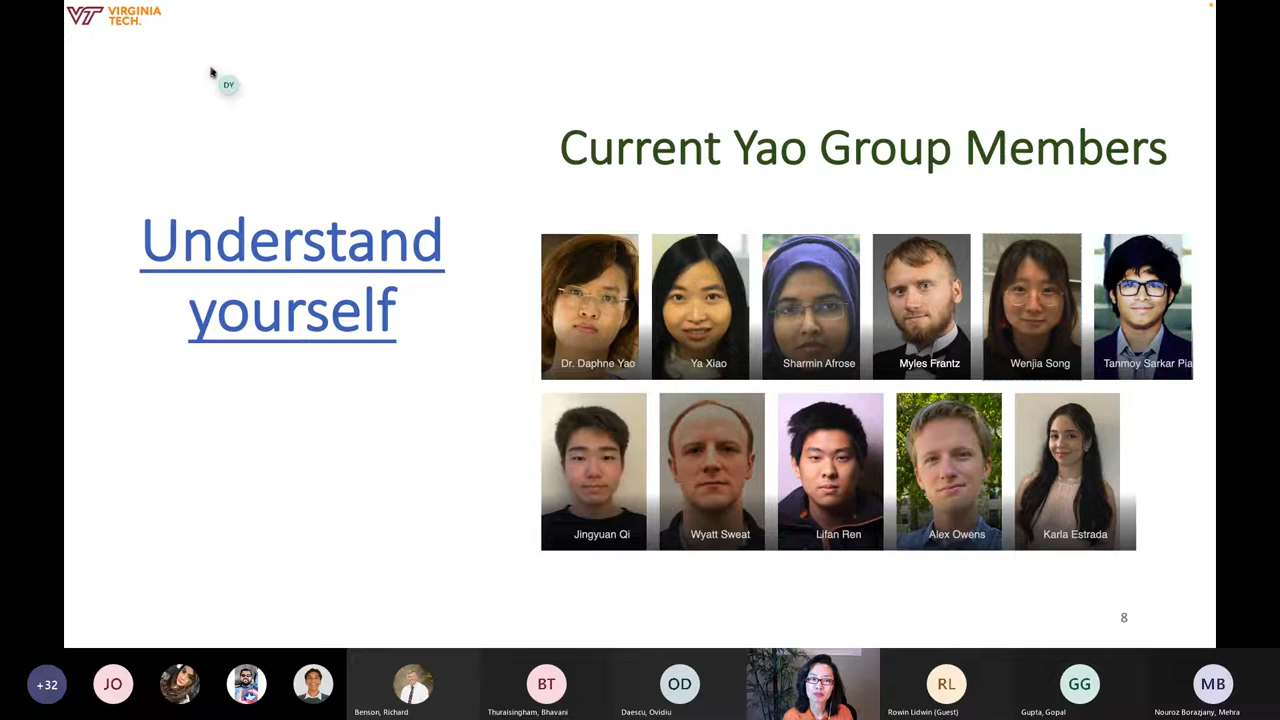 VT VIRGINIA
TECH.
DY
Current Yao Group Members
Understand
yourself
Dr. Daphne Yao
Ya Xiao
Sharmin Afrose
Myles Frantz
Wenjia Song
Tanmoy Sarkar Pia
Jingyuan Qi
Wyatt Sweat
Lifan Ren
Alex Owens
Karla Estrada
8
+32
JO
Benson, Richard
BT
Thuraisingham, Bhavani
OD
Daescu, Ovidiu
RL
Rowin Lidwin (Guest)
GG
Gupta, Gopal
MB
Nouroz Borazjany, Mehra